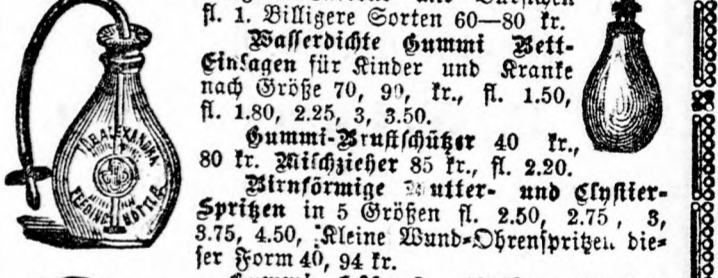 fl. 1. Billigere Sorten 60—80 kr.
Wasserdichte Gummi Bett-
Einlagen für Kinder und Kranke
nach Größe 70, 90, kr., fl. 1.50,
fl. 1.80, 2.25, 3, 3.50.
Gummi-Brustschützer 40 kr.,
80 kr. Milchzieher 85 kr., fl. 2.20.
Birnförmige Mutter- und Clystier-
Spritzen in 5 Größen fl. 2.50, 2.75, 3,
3.75, 4.50, Kleine Wund-Ohrenspritzen die-
ser Form 40, 94 kr.
ALEXANDRA
FEEDING BOTTLE